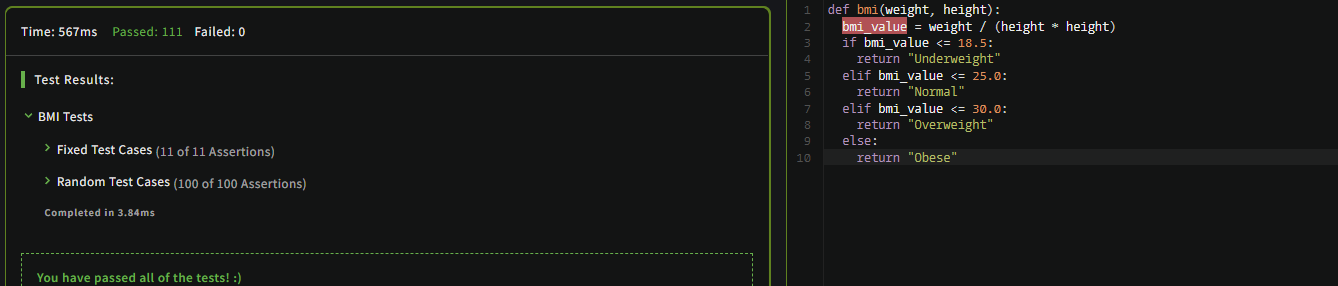 Time: 567ms Passed: 111 Failed: 0
Test Results:
BMI Tests
Fixed Test Cases (11 of 11 Assertions)
Random Test Cases (100 of 100 Assertions)
Completed in 3.84ms
You have passed all of the tests! :)
1 def bmi(weight, height):
2   bmi_value = weight / (height * height)
3   if bmi_value <= 18.5:
4     return "Underweight"
5   elif bmi_value <= 25.0:
6     return "Normal"
7   elif bmi_value <= 30.0:
8     return "Overweight"
9   else:
10     return "Obese"